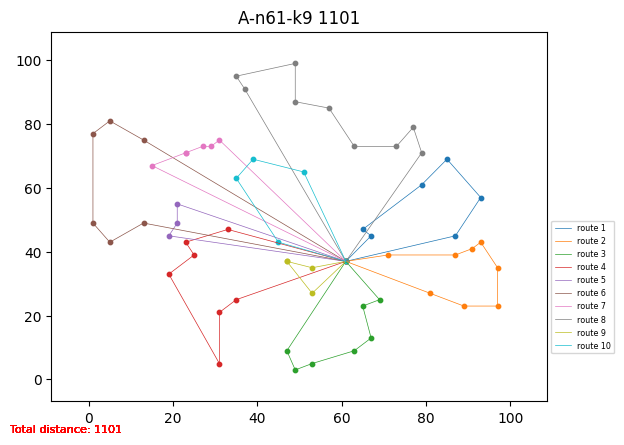 A-n61-k9 1101
100
80
60
40
20
0
0 20 40 60 80 100
route 1
route 2
route 3
route 4
route 5
route 6
route 7
route 8
route 9
route 10
Total distance: 1101